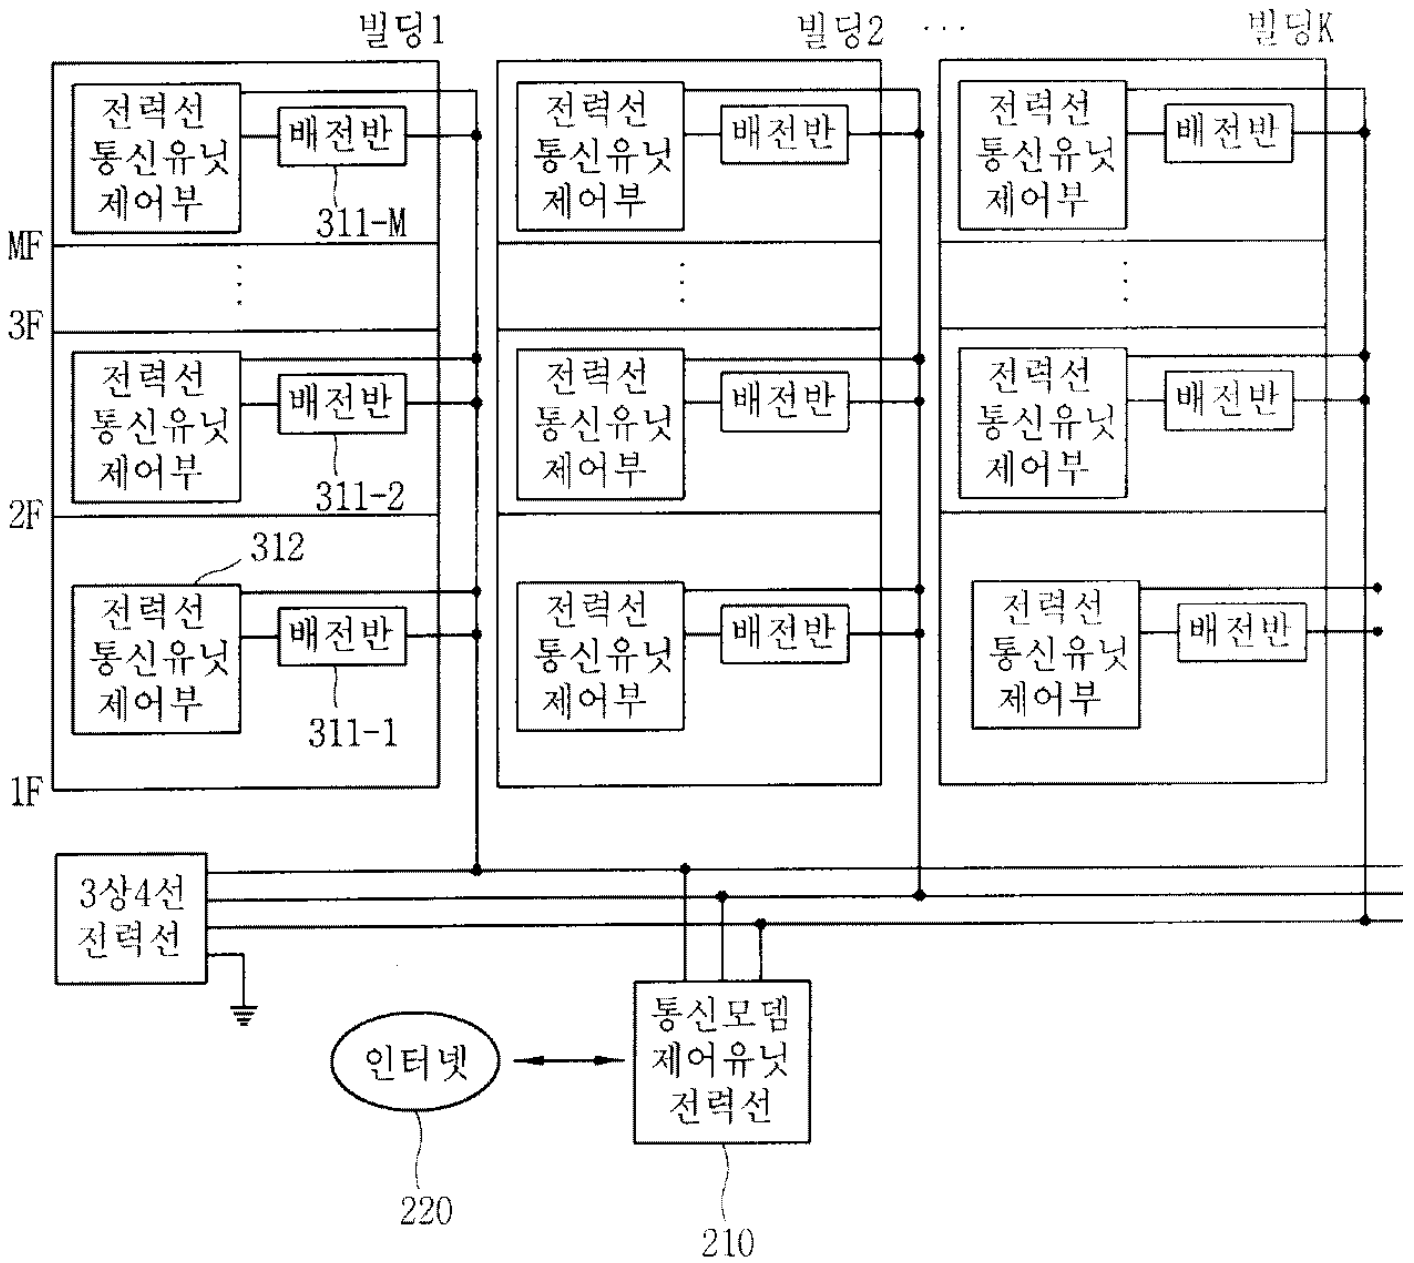 빌딩1
빌딩2 ···
빌딩K
전력선
통신유닛
제어부
배전반
311-M
전력선
통신유닛
제어부
배전반
전력선
통신유닛
제어부
배전반
MF
3F
전력선
통신유닛
제어부
배전반
311-2
전력선
통신유닛
제어부
배전반
전력선
통신유닛
제어부
배전반
2F
312
전력선
통신유닛
제어부
배전반
311-1
전력선
통신유닛
제어부
배전반
전력선
통신유닛
제어부
배전반
1F
3상4선
전력선
통신모뎀
제어유닛
전력선
인터넷
220
210